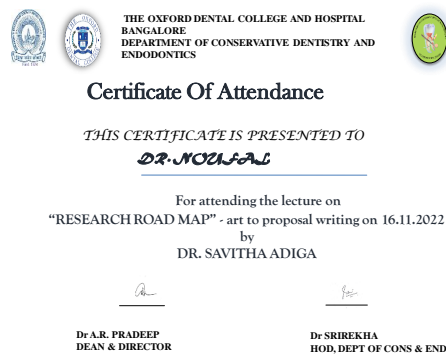 THE OXFORD DENTAL COLLEGE AND HOSPITAL
BANGALORE
DEPARTMENT OF CONSERVATIVE DENTISTRY AND
ENDODONTICS
Certificate Of Attendance
THIS CERTIFICATE IS PRESENTED TO
DR. NOUFAL
For attending the lecture on
"RESEARCH ROAD MAP" - art to proposal writing on 16.11.2022
by
DR. SAVITHA ADIGA
Dr A.R. PRADEEP
DEAN & DIRECTOR
Dr SRIREKHA
HOD, DEPT OF CONS & END